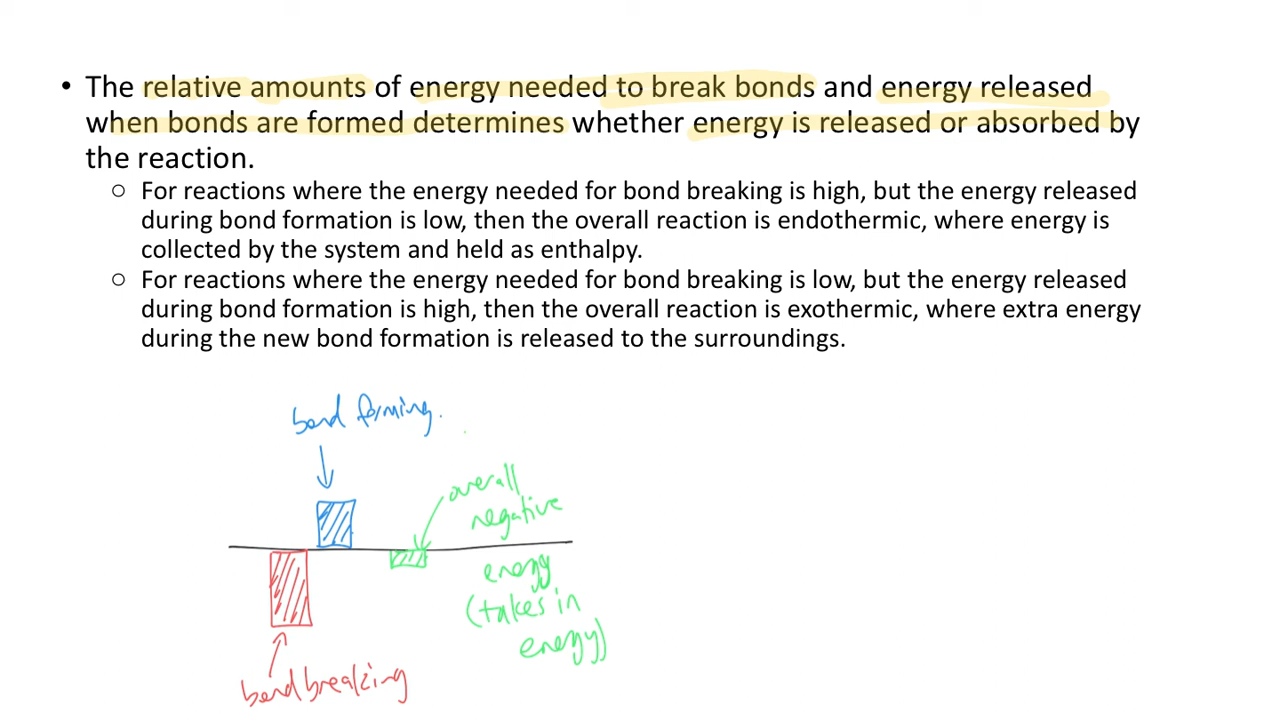 • The relative amounts of energy needed to break bonds and energy released
when bonds are formed determines whether energy is released or absorbed by
the reaction.
○ For reactions where the energy needed for bond breaking is high, but the energy released
during bond formation is low, then the overall reaction is endothermic, where energy is
collected by the system and held as enthalpy.
○ For reactions where the energy needed for bond breaking is low, but the energy released
during bond formation is high, then the overall reaction is exothermic, where extra energy
during the new bond formation is released to the surroundings.
bond forming.
overall
negative
energy
(takes in
energy)
bond breaking